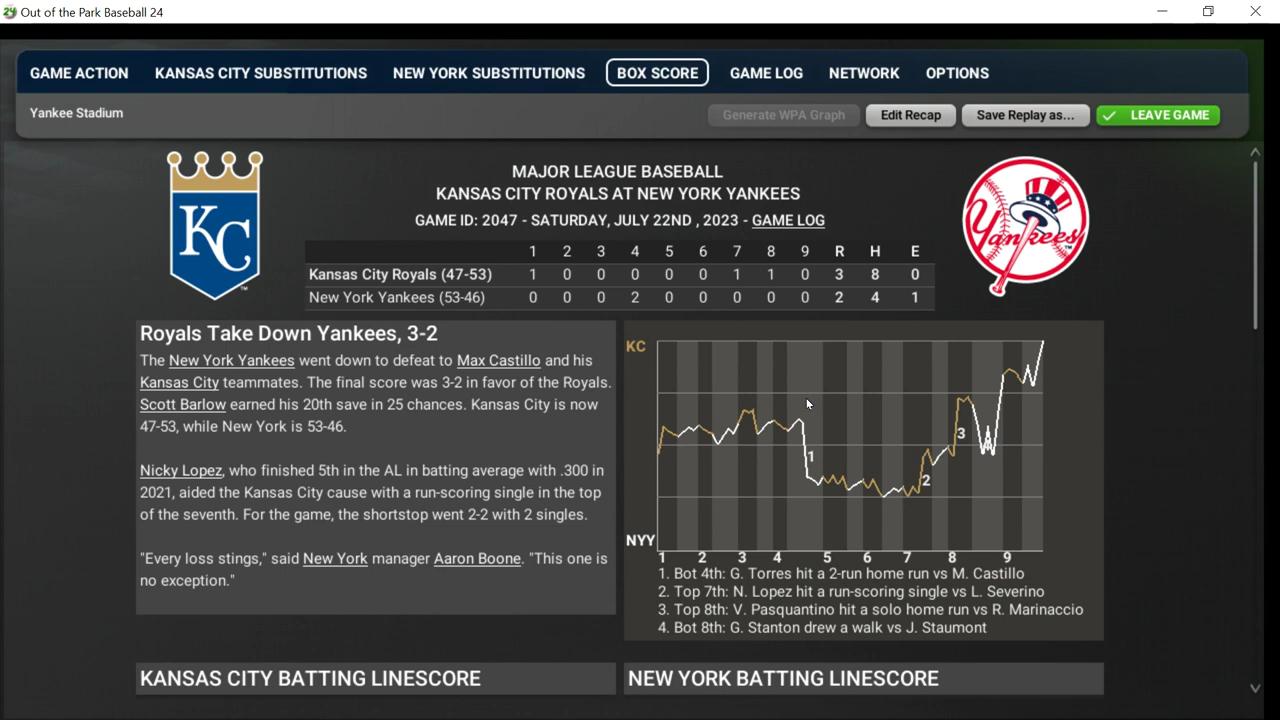 Out of the Park Baseball 24
GAME ACTION KANSAS CITY SUBSTITUTIONS NEW YORK SUBSTITUTIONS BOX SCORE GAME LOG NETWORK OPTIONS
Yankee Stadium Generate WPA Graph Edit Recap Save Replay as... LEAVE GAME
KC
Yankees
MAJOR LEAGUE BASEBALL
KANSAS CITY ROYALS AT NEW YORK YANKEES
GAME ID: 2047 - SATURDAY, JULY 22ND , 2023 - GAME LOG
1 2 3 4 5 6 7 8 9 R H E
Kansas City Royals (47-53) 1 0 0 0 0 0 1 1 0 3 8 0
New York Yankees (53-46) 0 0 0 2 0 0 0 0 0 2 4 1
Royals Take Down Yankees, 3-2
The New York Yankees went down to defeat to Max Castillo and his
Kansas City teammates. The final score was 3-2 in favor of the Royals.
Scott Barlow earned his 20th save in 25 chances. Kansas City is now
47-53, while New York is 53-46.
Nicky Lopez, who finished 5th in the AL in batting average with .300 in
2021, aided the Kansas City cause with a run-scoring single in the top
of the seventh. For the game, the shortstop went 2-2 with 2 singles.
"Every loss stings," said New York manager Aaron Boone. "This one is
no exception."
KC
1
2
3
4
NYY
1 2 3 4 5 6 7 8 9
1. Bot 4th: G. Torres hit a 2-run home run vs M. Castillo
2. Top 7th: N. Lopez hit a run-scoring single vs L. Severino
3. Top 8th: V. Pasquantino hit a solo home run vs R. Marinaccio
4. Bot 8th: G. Stanton drew a walk vs J. Staumont
KANSAS CITY BATTING LINESCORE
NEW YORK BATTING LINESCORE